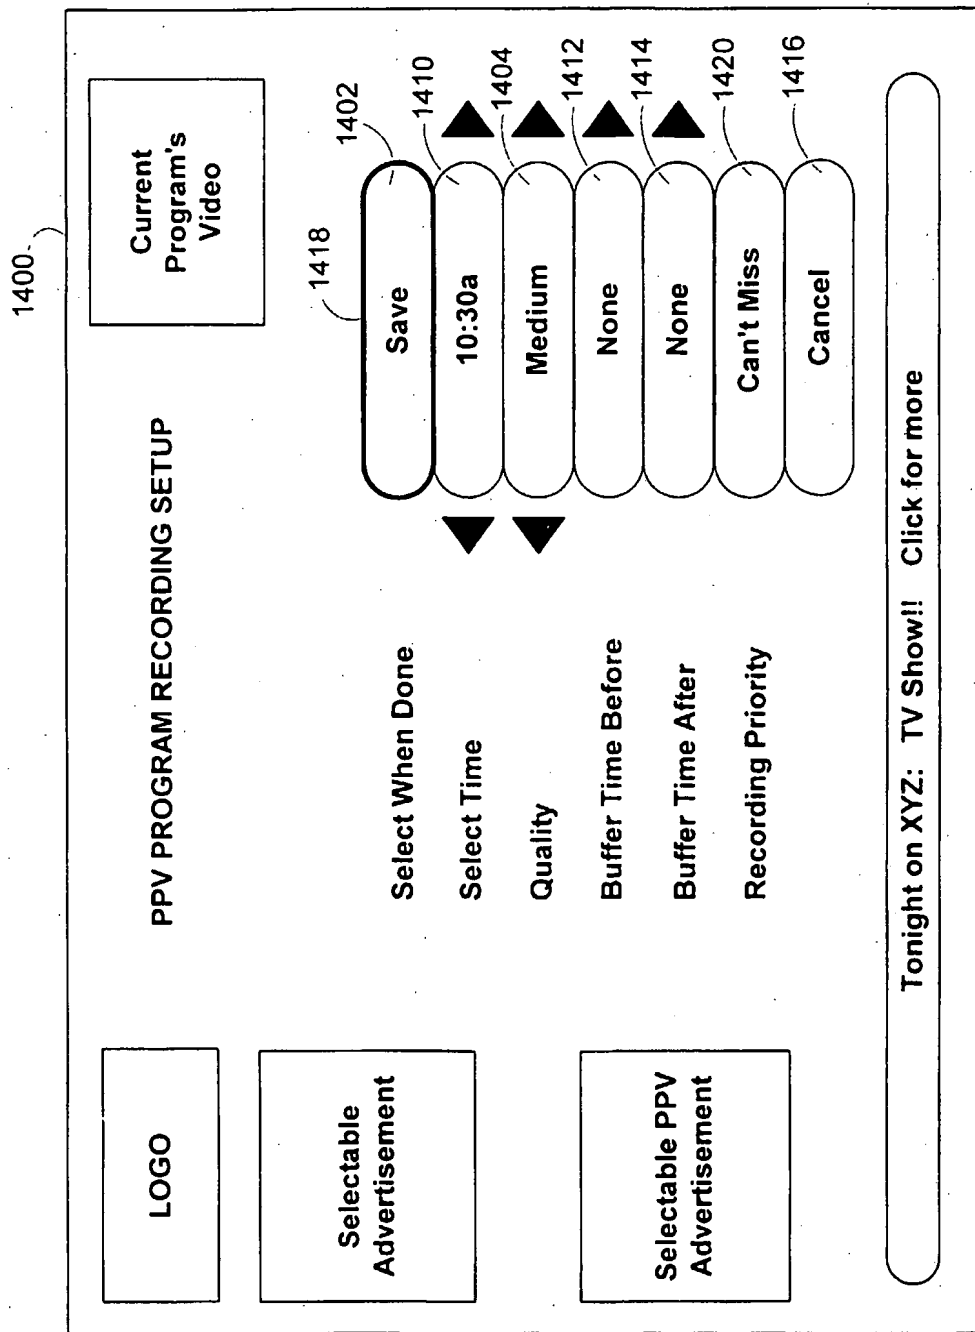 1400
LOGO
PPV PROGRAM RECORDING SETUP
Current
Program's
Video
Selectable
Advertisement
Selectable PPV
Advertisement
1418
1402
Select When Done
Save
1410
Select Time
10:30a
1404
Quality
Medium
1412
Buffer Time Before
None
1414
Buffer Time After
None
1420
Recording Priority
Can't Miss
1416
Cancel
Tonight on XYZ: TV Show!! Click for more